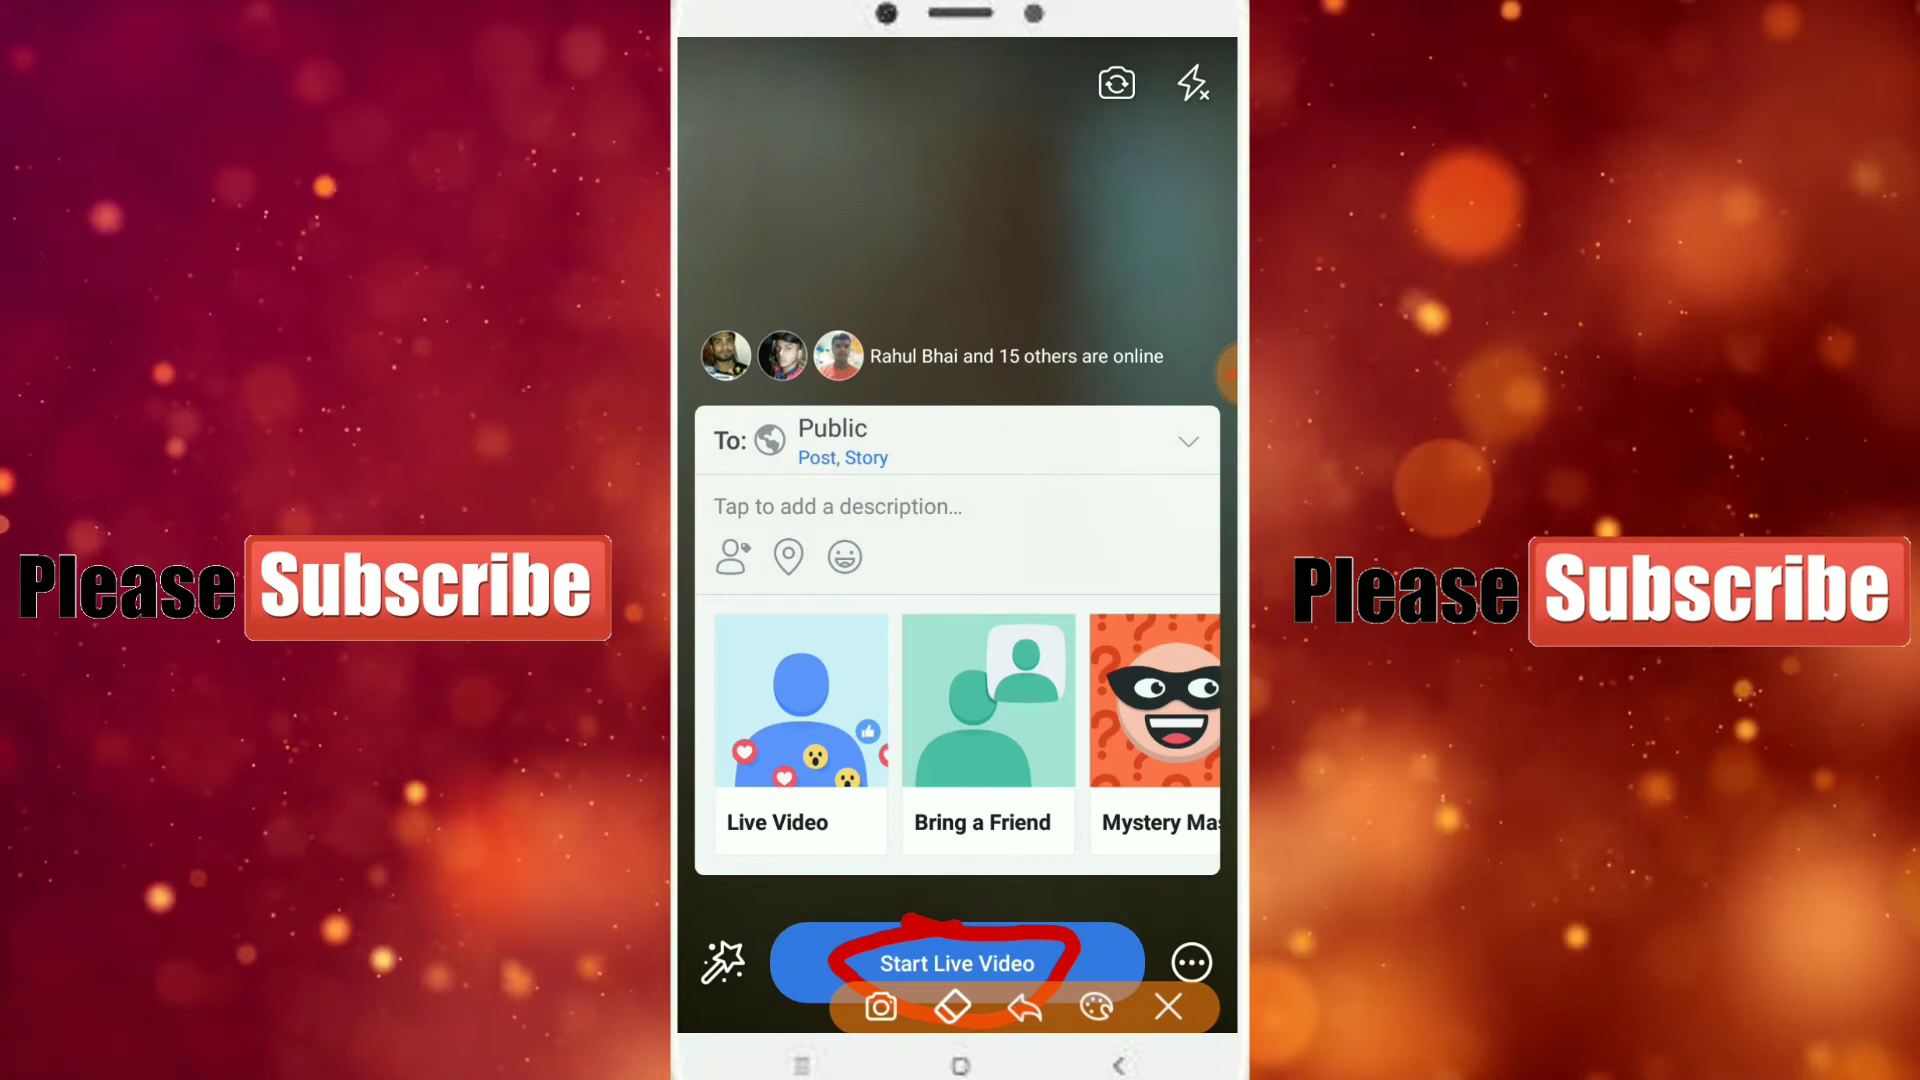 Rahul Bhai and 15 others are online
To: Public
Post, Story
Tap to add a description...
Please Subscribe
Please Subscribe
Live Video
Bring a Friend
Mystery Mas
Start Live Video